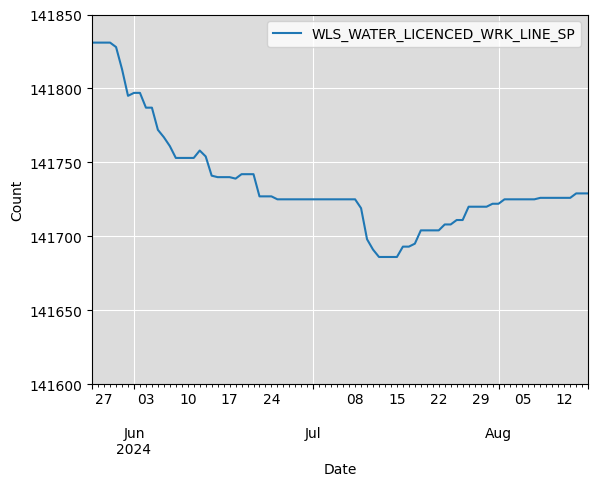 141850
WLS_WATER_LICENCED_WRK_LINE_SP
141800
141750
Count
141700
141650
141600
27 03 10 17 24 08 15 22 29 05 12
Jun Jul Aug
2024
Date